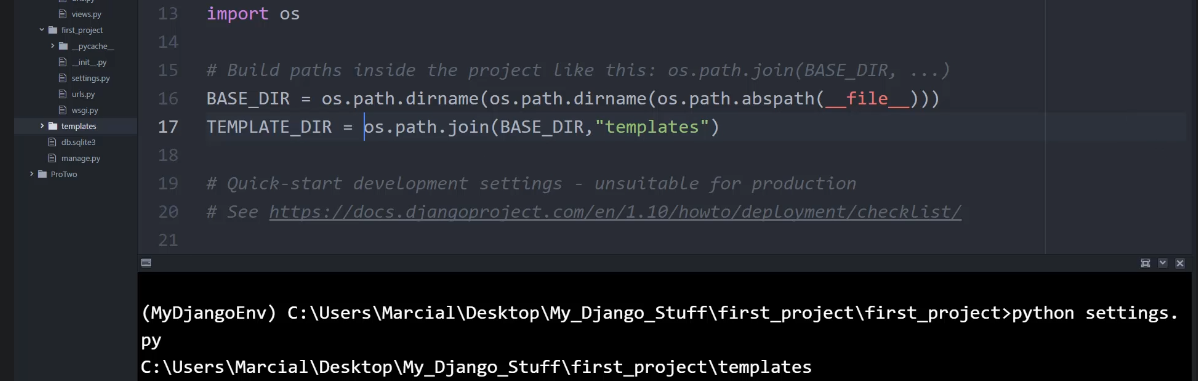 views.py
first_project
__pycache__
__init__.py
settings.py
urls.py
wsgi.py
templates
db.sqlite3
manage.py
ProTwo
13 import os
14
15 # Build paths inside the project like this: os.path.join(BASE_DIR, ...)
16 BASE_DIR = os.path.dirname(os.path.dirname(os.path.abspath(__file__)))
17 TEMPLATE_DIR = os.path.join(BASE_DIR,"templates")
18
19 # Quick-start development settings - unsuitable for production
20 # See https://docs.djangoproject.com/en/1.10/howto/deployment/checklist/
21
(MyDjangoEnv) C:\Users\Marcial\Desktop\My_Django_Stuff\first_project\first_project>python settings.
py
C:\Users\Marcial\Desktop\My_Django_Stuff\first_project\templates